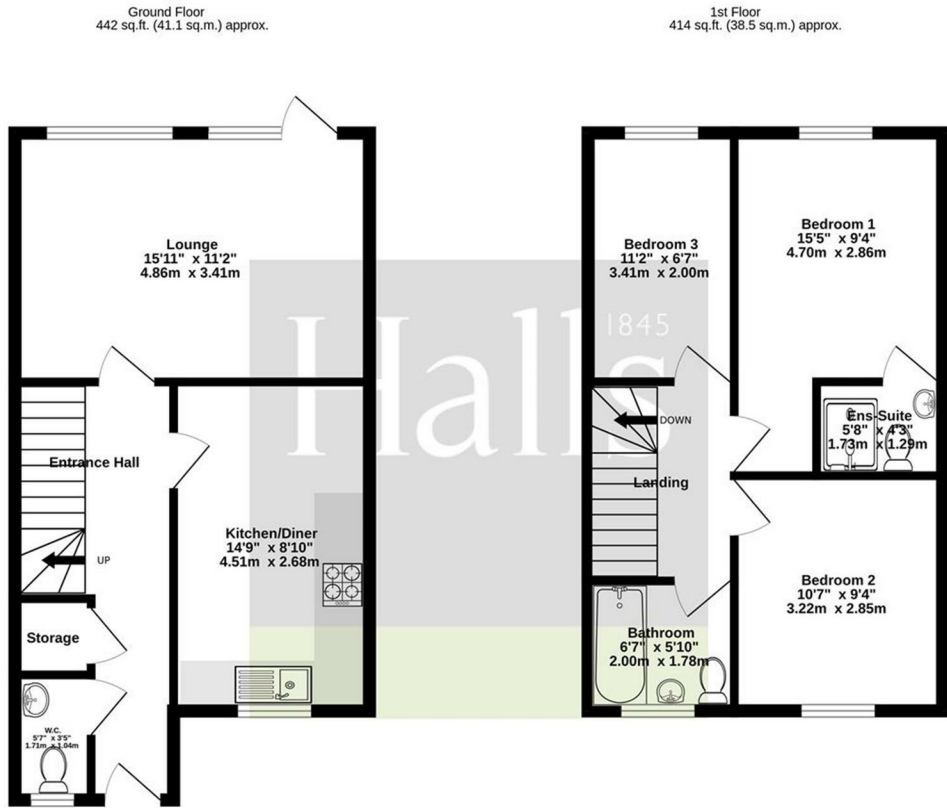 Ground Floor
442 sq.ft. (41.1 sq.m.) approx.
1st Floor
414 sq.ft. (38.5 sq.m.) approx.
Lounge
15'11" x 11'2"
4.86m x 3.41m
Bedroom 3
11'2" x 6'7"
3.41m x 2.00m
Bedroom 1
15'5" x 9'4"
4.70m x 2.86m
Halls
1845
Entrance Hall
UP
Kitchen/Diner
14'9" x 8'10"
4.51m x 2.68m
DOWN
Landing
Ens-Suite
5'8" x 4'3"
1.73m x 1.29m
Storage
W.C.
5'7" x 3'5"
1.71m x 1.04m
Bathroom
6'7" x 5'10"
2.00m x 1.78m
Bedroom 2
10'7" x 9'4"
3.22m x 2.85m